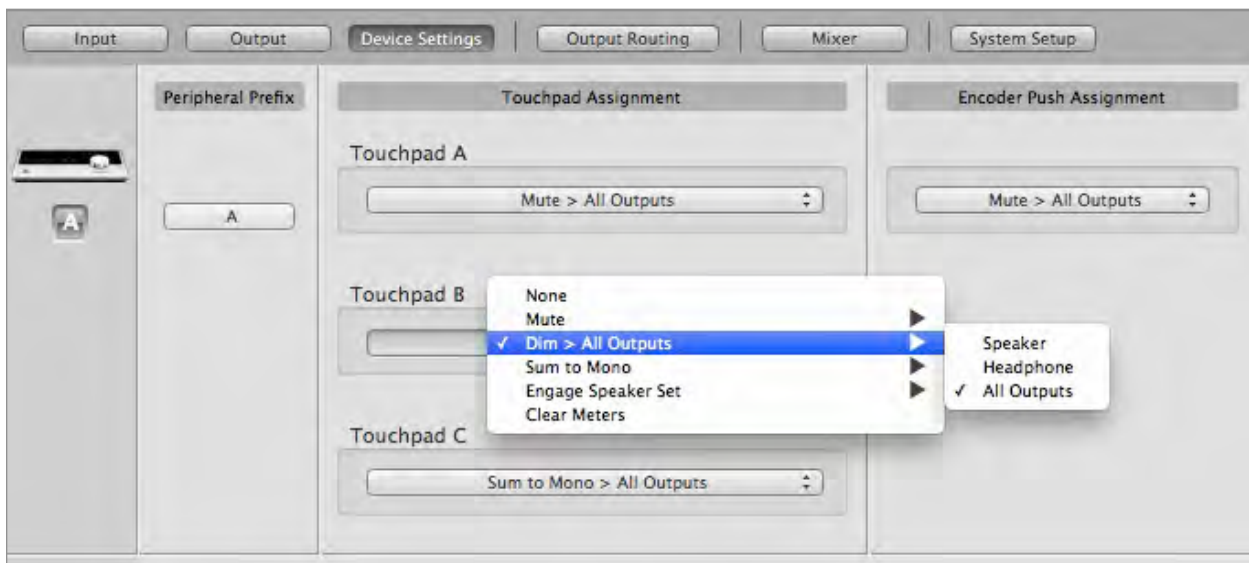 Input Output Device Settings Output Routing Mixer System Setup
Peripheral Prefix Touchpad Assignment Encoder Push Assignment
Touchpad A
A Mute > All Outputs Mute > All Outputs
A
Touchpad B
None
Mute
✓ Dim > All Outputs
Sum to Mono
Engage Speaker Set
Clear Meters
Speaker
Headphone
✓ All Outputs
Touchpad C
Sum to Mono > All Outputs